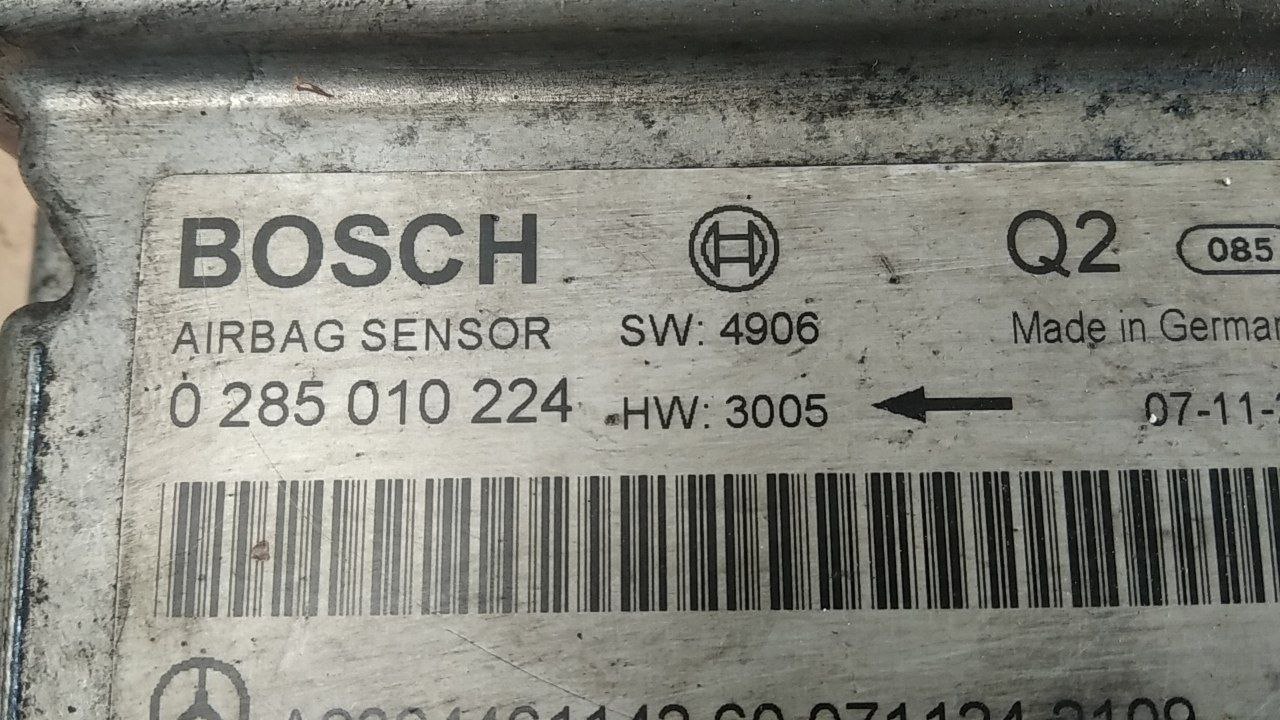 BOSCH Q2 085
AIRBAG SENSOR SW: 4906 Made in German
0 285 010 224 HW: 3005 07-11-